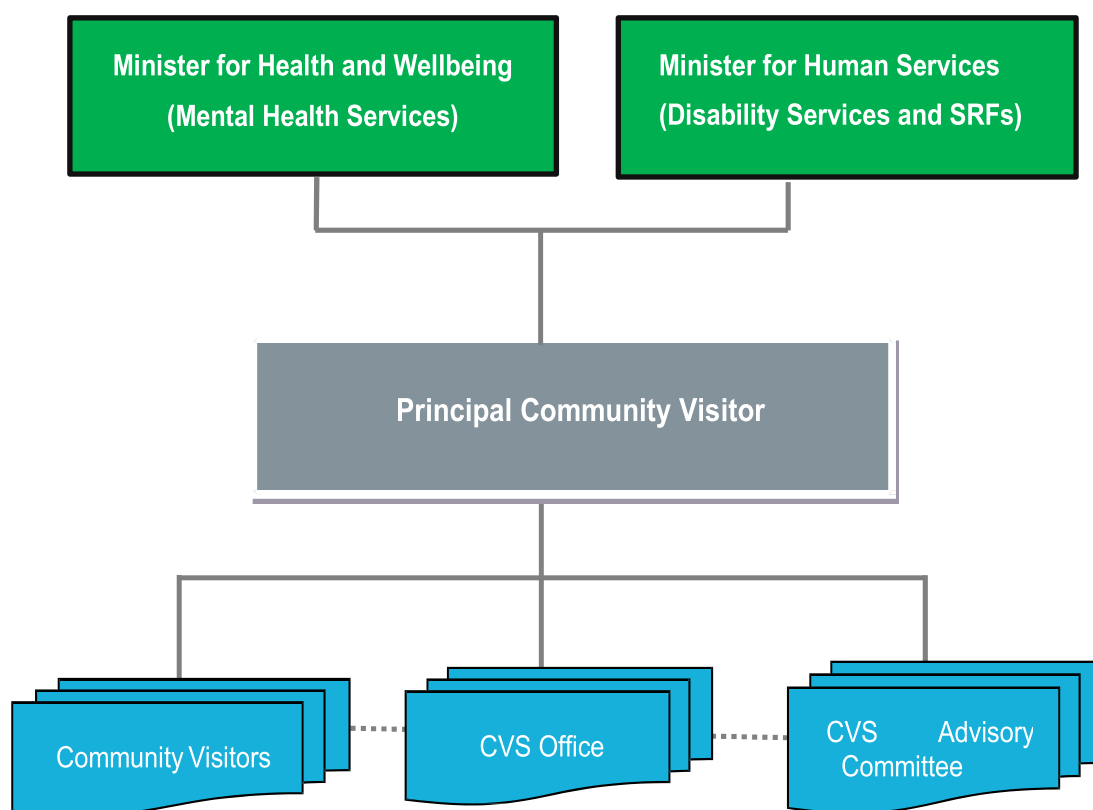 Minister for Health and Wellbeing
(Mental Health Services)
Minister for Human Services
(Disability Services and SRFs)
Principal Community Visitor
Community Visitors
CVS Office
CVS Advisory
Committee